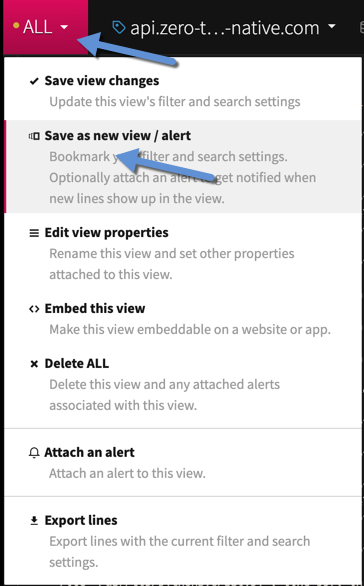 ALL api.zero-t...-native.com
Save view changes
Update this view's filter and search settings
Save as new view / alert
Bookmark filter and search settings.
Optionally attach an alert get notified when
new lines show up in the view.
Edit view properties
Rename this view and set other properties
attached to this view.
Embed this view
Make this view embeddable on a website or app.
Delete ALL
Delete this view and any attached alerts
associated with this view.
Attach an alert
Attach an alert to this view.
Export lines
Export lines with the current filter and search
settings.